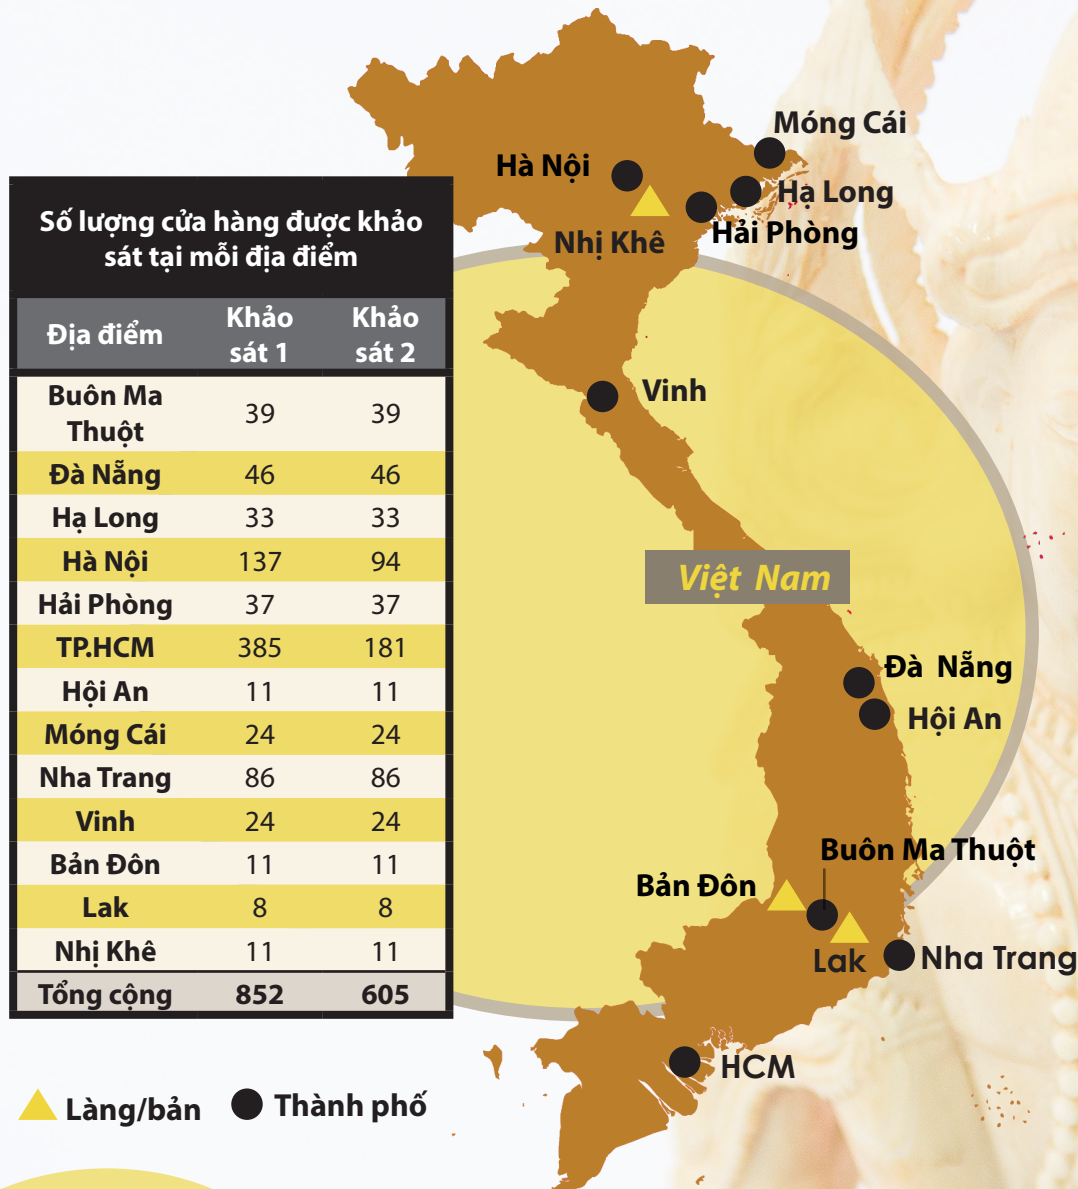 Số lượng cửa hàng được khảo
sát tại mỗi địa điểm
Địa điểm Khảo sát 1 Khảo sát 2
Buôn Ma Thuột 39 39
Đà Nẵng 46 46
Hạ Long 33 33
Hà Nội 137 94
Hải Phòng 37 37
TP.HCM 385 181
Hội An 11 11
Móng Cái 24 24
Nha Trang 86 86
Vinh 24 24
Bản Đôn 11 11
Lak 8 8
Nhị Khê 11 11
Tổng cộng 852 605
Làng/bản
Thành phố
Móng Cái
Hà Nội
Hạ Long
Hải Phòng
Nhị Khê
Vinh
Việt Nam
Đà Nẵng
Hội An
Buôn Ma Thuột
Bản Đôn
Lak
Nha Trang
HCM